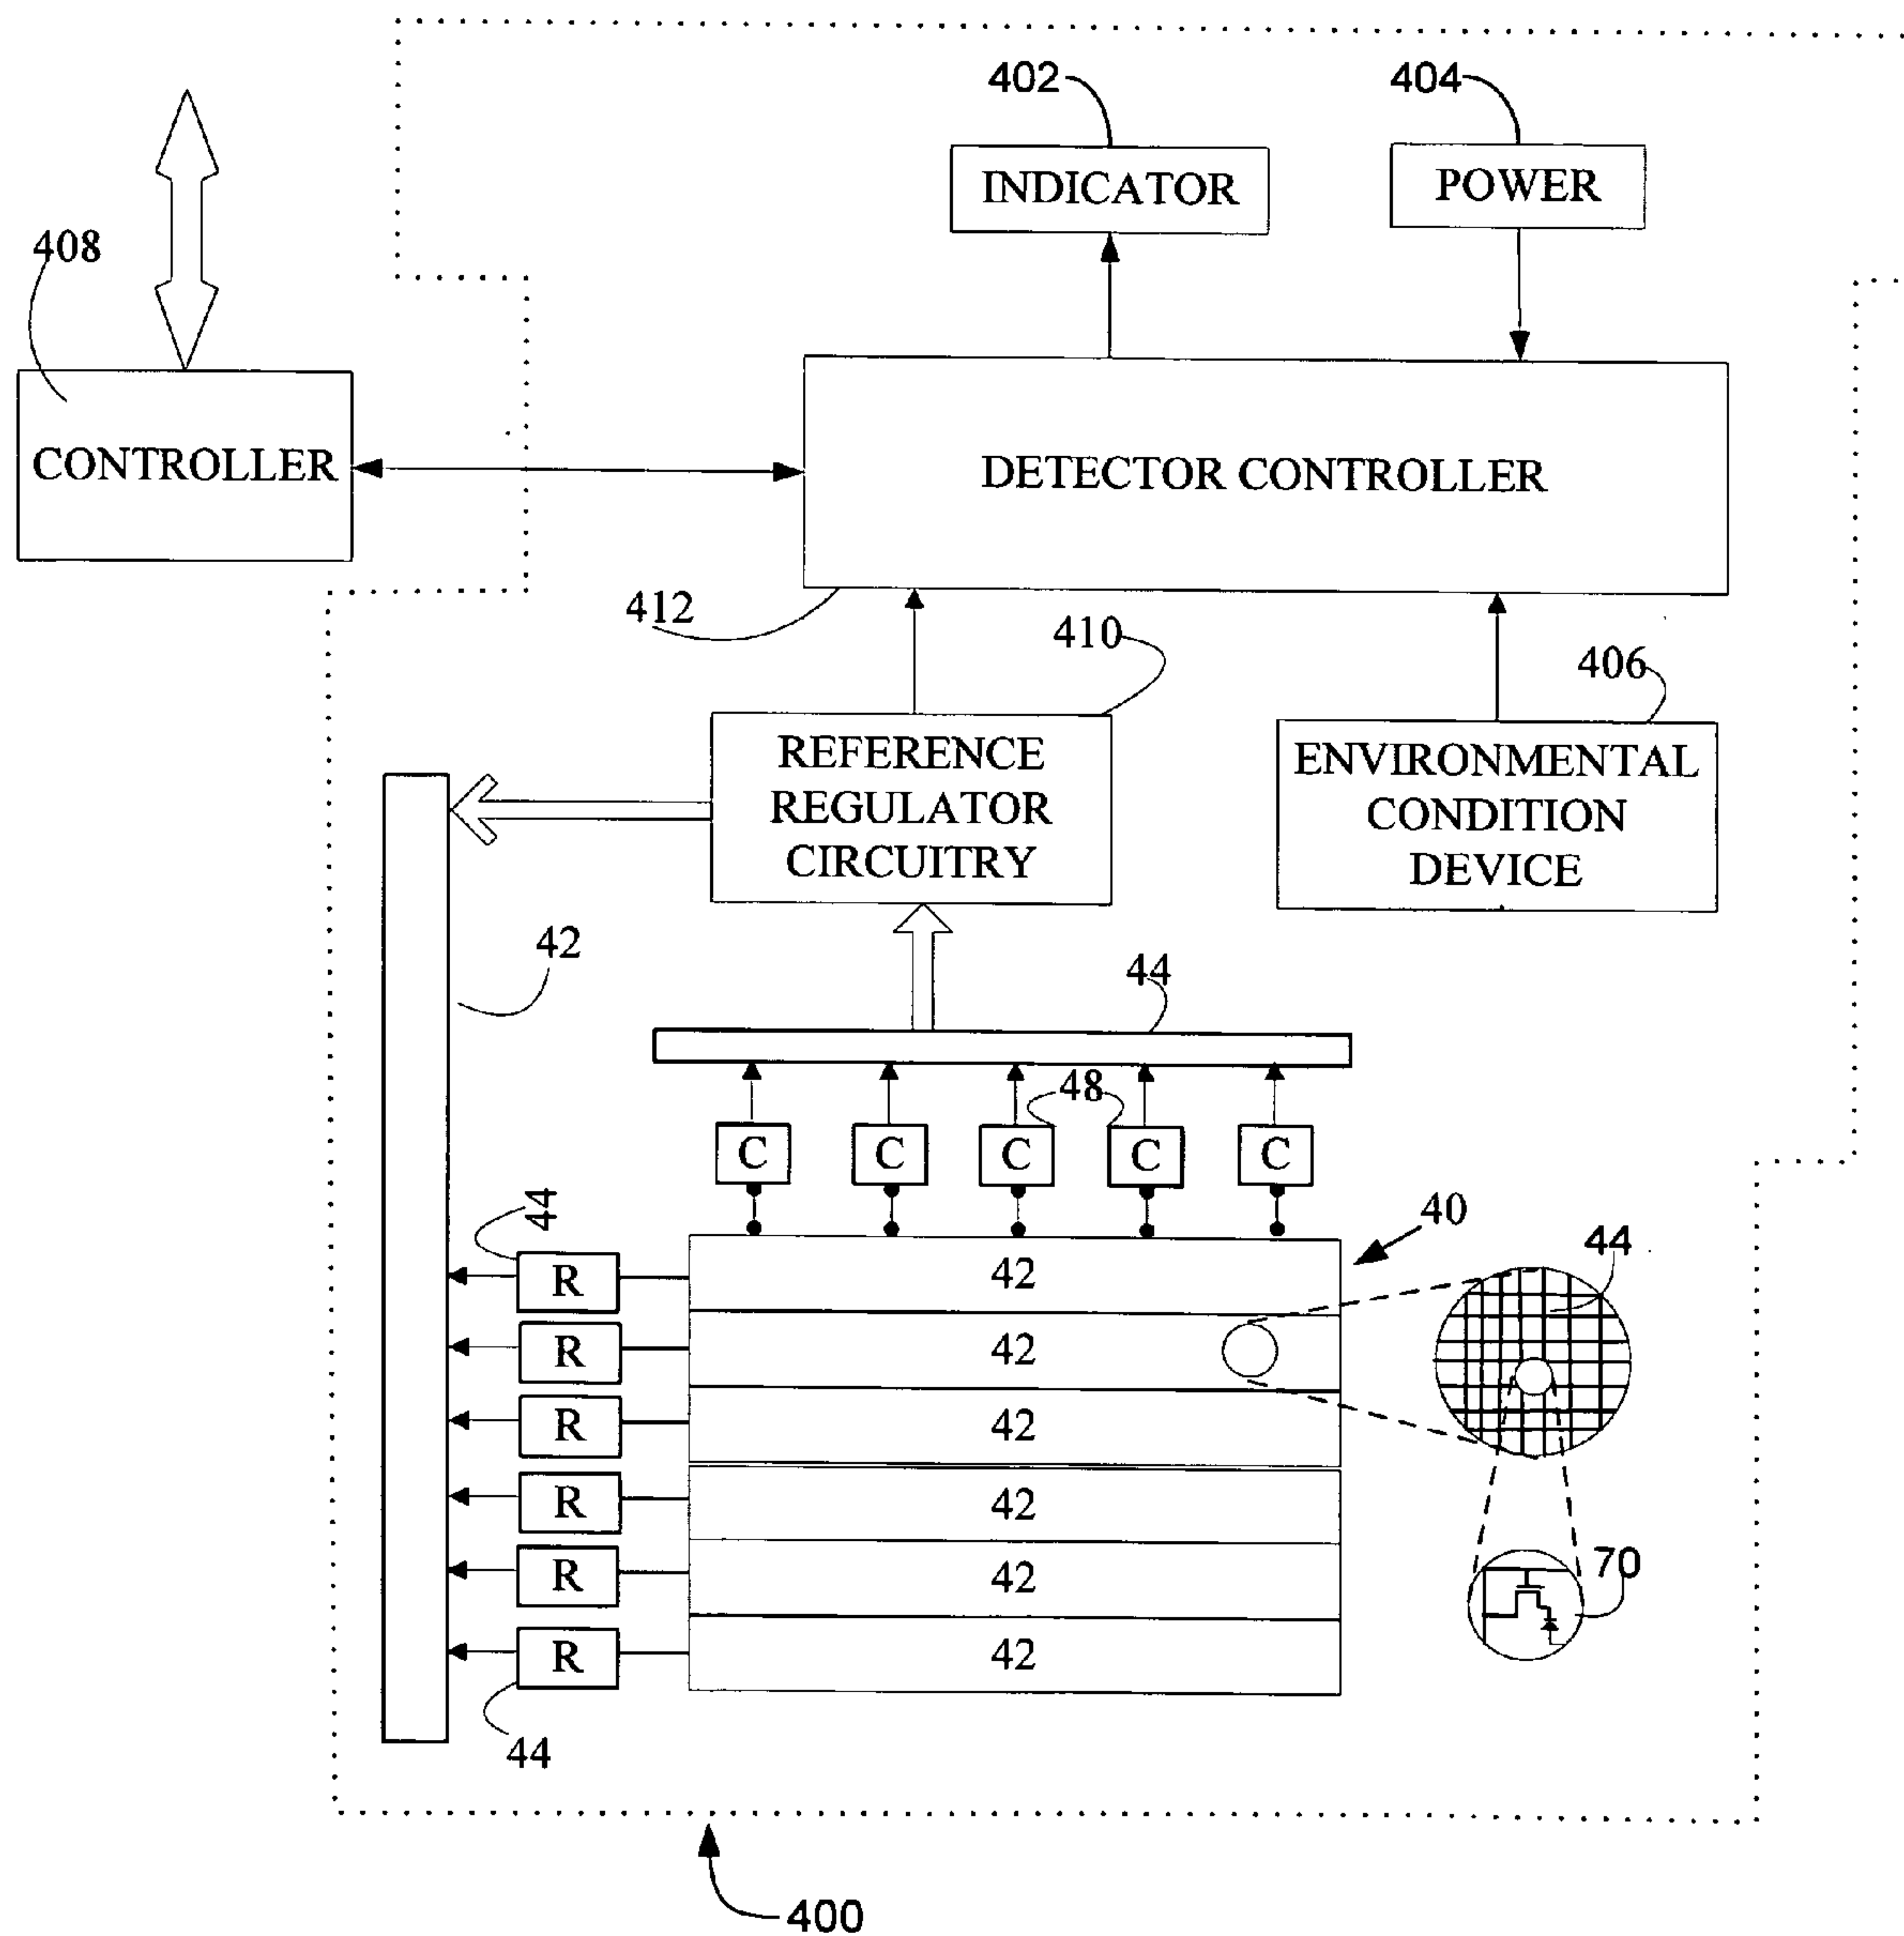 402
404
INDICATOR
POWER
408
CONTROLLER
DETECTOR CONTROLLER
412
410
406
REFERENCE
REGULATOR
CIRCUITRY
ENVIRONMENTAL
CONDITION
DEVICE
42
44
48
C C C C C
40
44
44
R 42
R 42
R 42
R 42
R 42
70
R 42
44
400